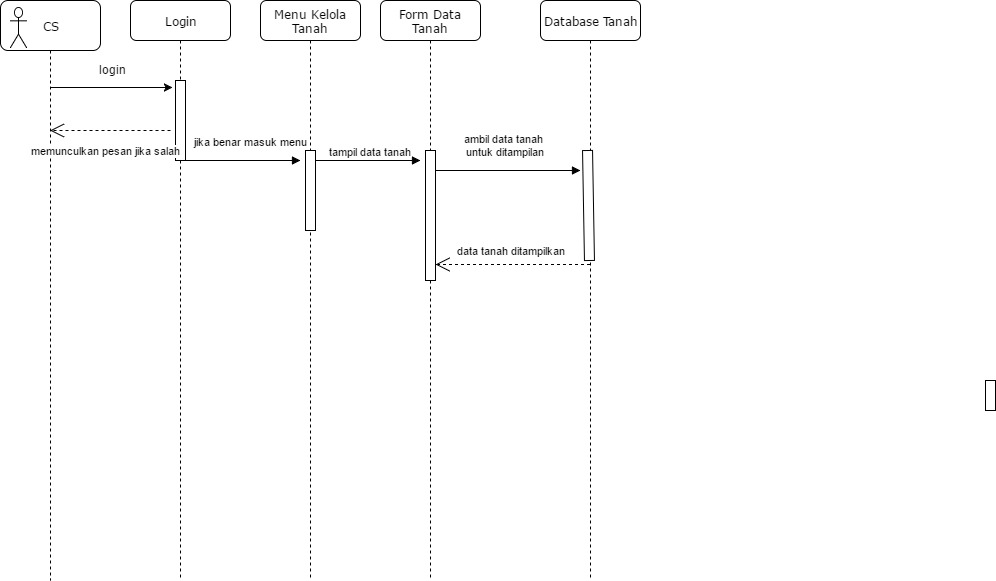 CS
Login
Menu Kelola
Tanah
Form Data
Tanah
Database Tanah
login
memunculkan pesan jika salah
jika benar masuk menu
tampil data tanah
ambil data tanah
untuk ditampilan
data tanah ditampilkan